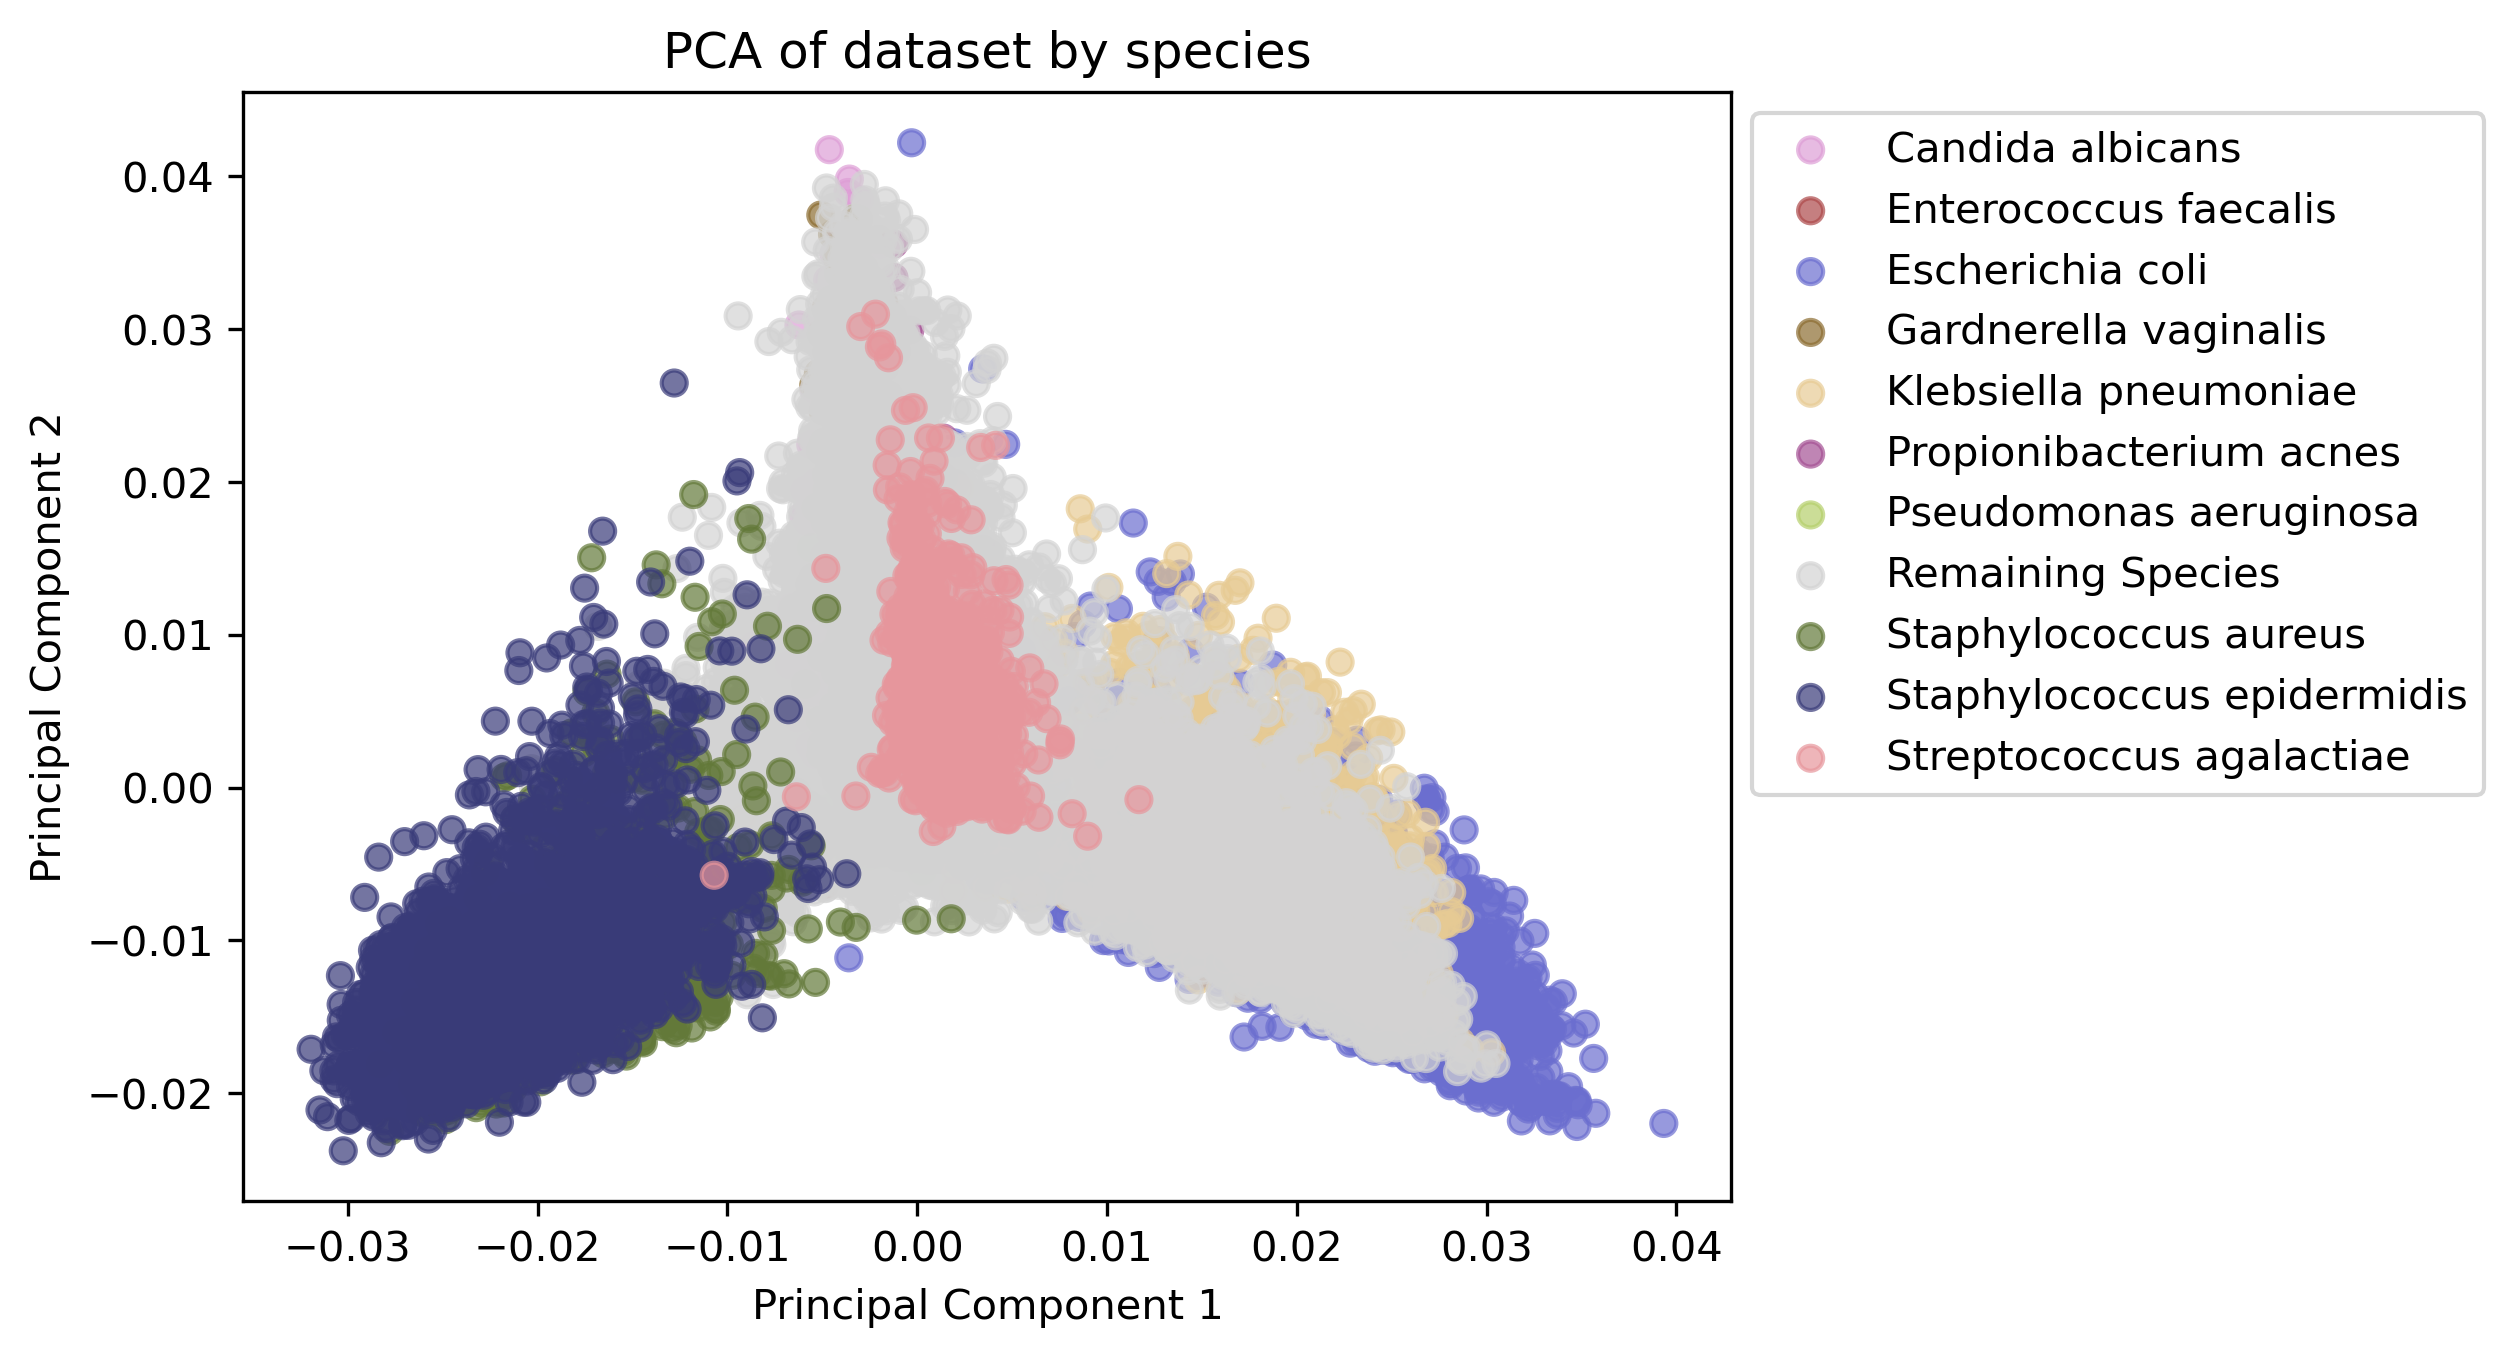 PCA of dataset by species
Principal Component 2
0.04
0.03
0.02
0.01
0.00
−0.01
−0.02
−0.03
−0.02
−0.01
0.00
0.01
0.02
0.03
0.04
Principal Component 1
Candida albicans
Enterococcus faecalis
Escherichia coli
Gardnerella vaginalis
Klebsiella pneumoniae
Propionibacterium acnes
Pseudomonas aeruginosa
Remaining Species
Staphylococcus aureus
Staphylococcus epidermidis
Streptococcus agalactiae